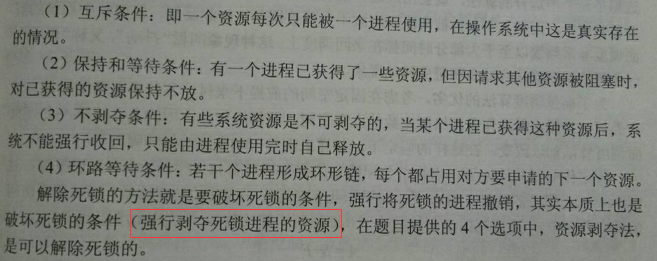 （1）互斥条件：即一个资源每次只能被一个进程使用，在操作系统中这是真实存在
的情况。
（2）保持和等待条件：有一个进程已获得了一些资源，但因请求其他资源被阻塞时，
对已获得的资源保持不放。
（3）不剥夺条件：有些系统资源是不可剥夺的，当某个进程已获得这种资源后，系
统不能强行收回，只能由进程使用完时自己释放。
（4）环路等待条件：若干个进程形成环形链，每个都占用对方要申请的下一个资源。
解除死锁的方法就是要破坏死锁的条件，强行将死锁的进程撤销，其实本质上也是
破坏死锁的条件（强行剥夺死锁进程的资源），在题目提供的4个选项中，资源剥夺法，
是可以解除死锁的。